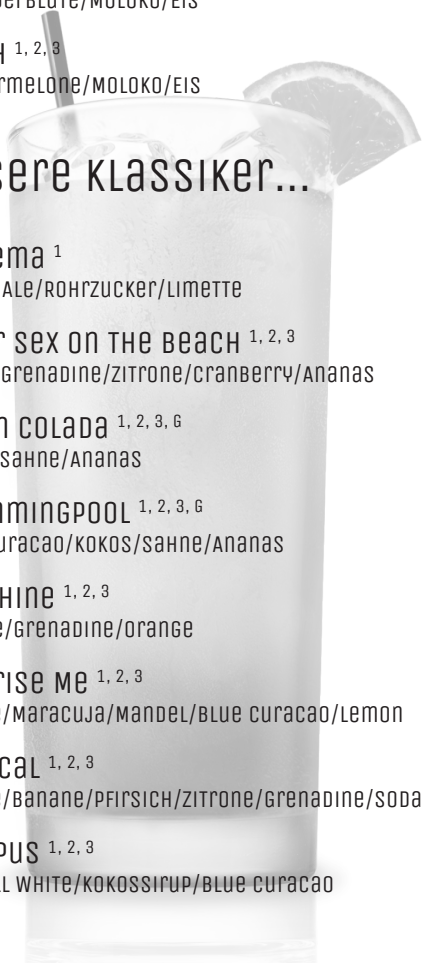 erblüte/Moloko/Eis
H 1, 2, 3
rmelone/Moloko/Eis
sere Klassiker...
ema 1
Ale/Rohrzucker/Limette
r Sex on the Beach 1, 2, 3
Grenadine/Zitrone/Cranberry/Ananas
n Colada 1, 2, 3, G
Sahne/Ananas
mmingpool 1, 2, 3, G
uracao/Kokos/Sahne/Ananas
hine 1, 2, 3
e/Grenadine/Orange
rise Me 1, 2, 3
e/Maracuja/Mandel/Blue Curacao/Lemon
cal 1, 2, 3
e/Banane/Pfirsich/Zitrone/Grenadine/Soda
pus 1, 2, 3
ll White/Kokossirup/Blue Curacao